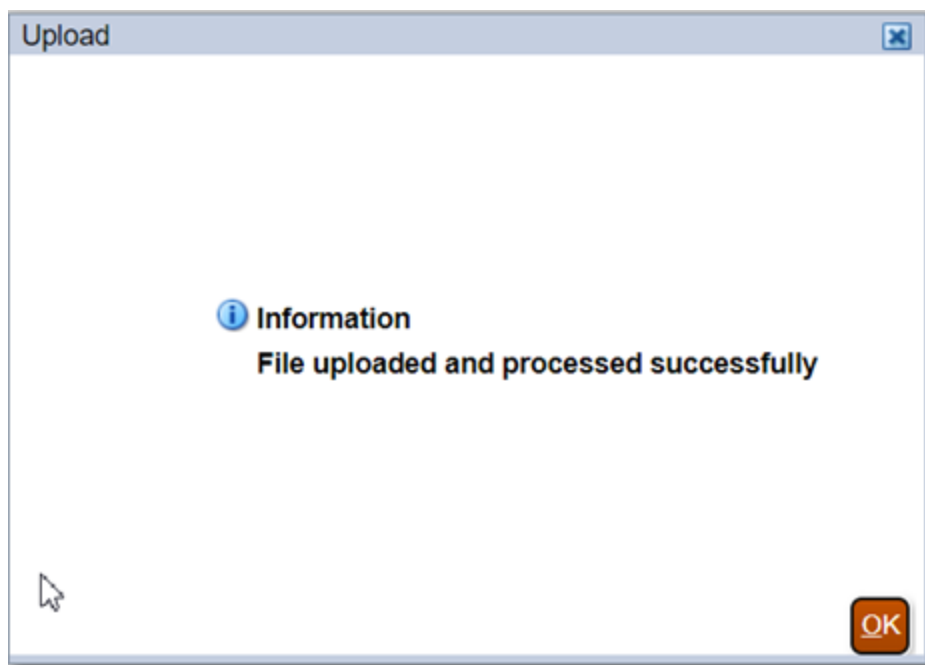 Upload
Information
File uploaded and processed successfully
OK